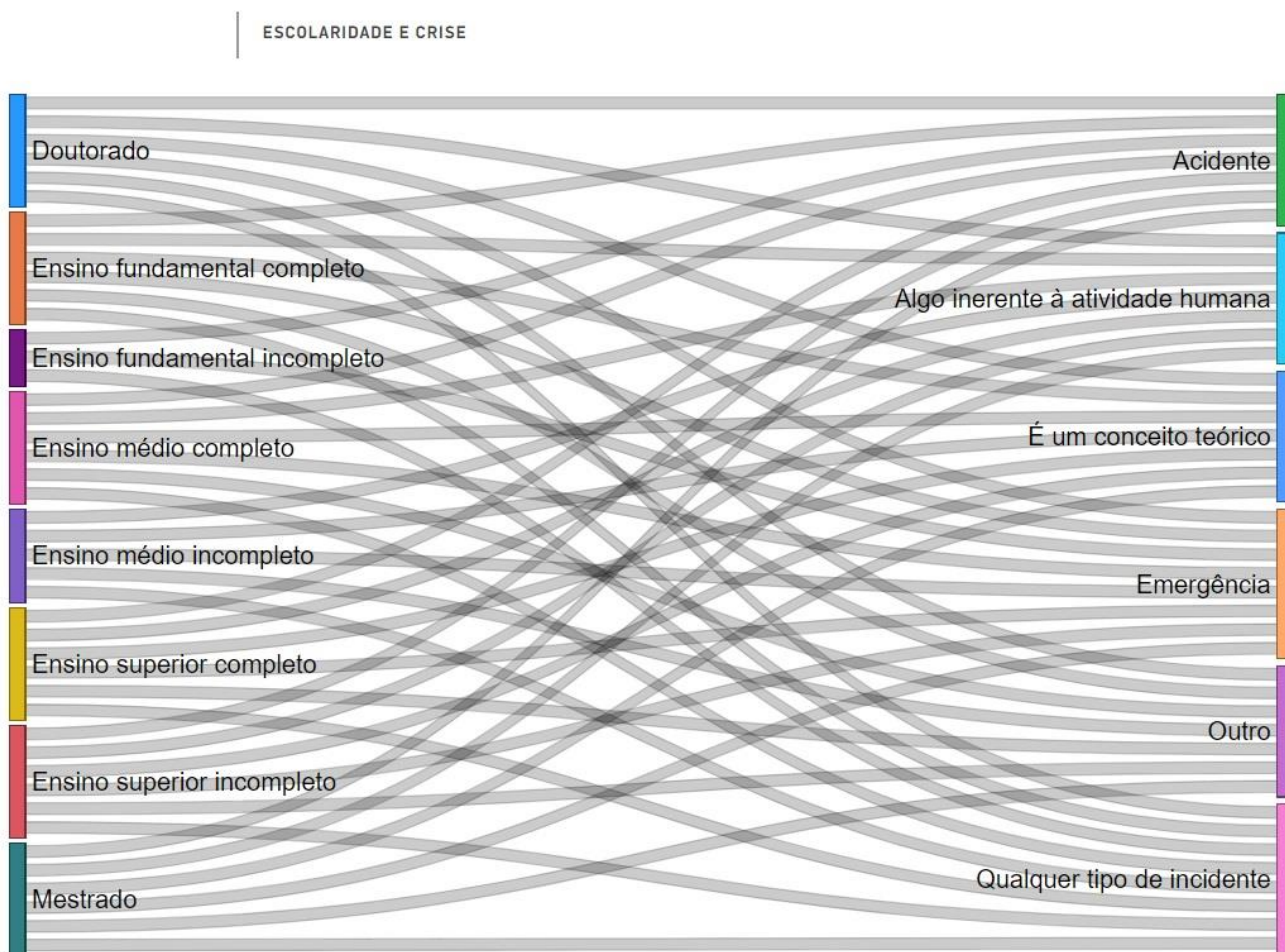 ESCOLARIDADE E CRISE
Doutorado
Ensino fundamental completo
Ensino fundamental incompleto
Ensino médio completo
Ensino médio incompleto
Ensino superior completo
Ensino superior incompleto
Mestrado
Acidente
Algo inerente à atividade humana
É um conceito teórico
Emergência
Outro
Qualquer tipo de incidente